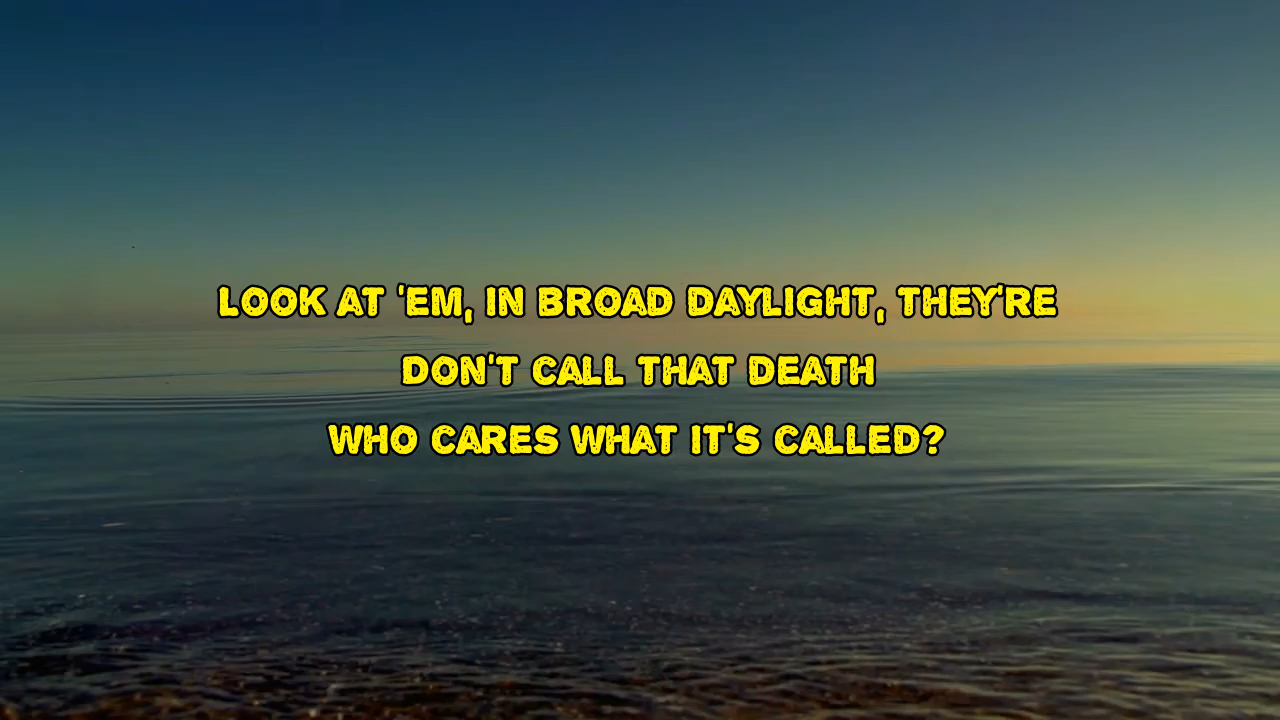 LOOK AT 'EM, IN BROAD DAYLIGHT, THEY'RE
DON'T CALL THAT DEATH
WHO CARES WHAT IT'S CALLED?